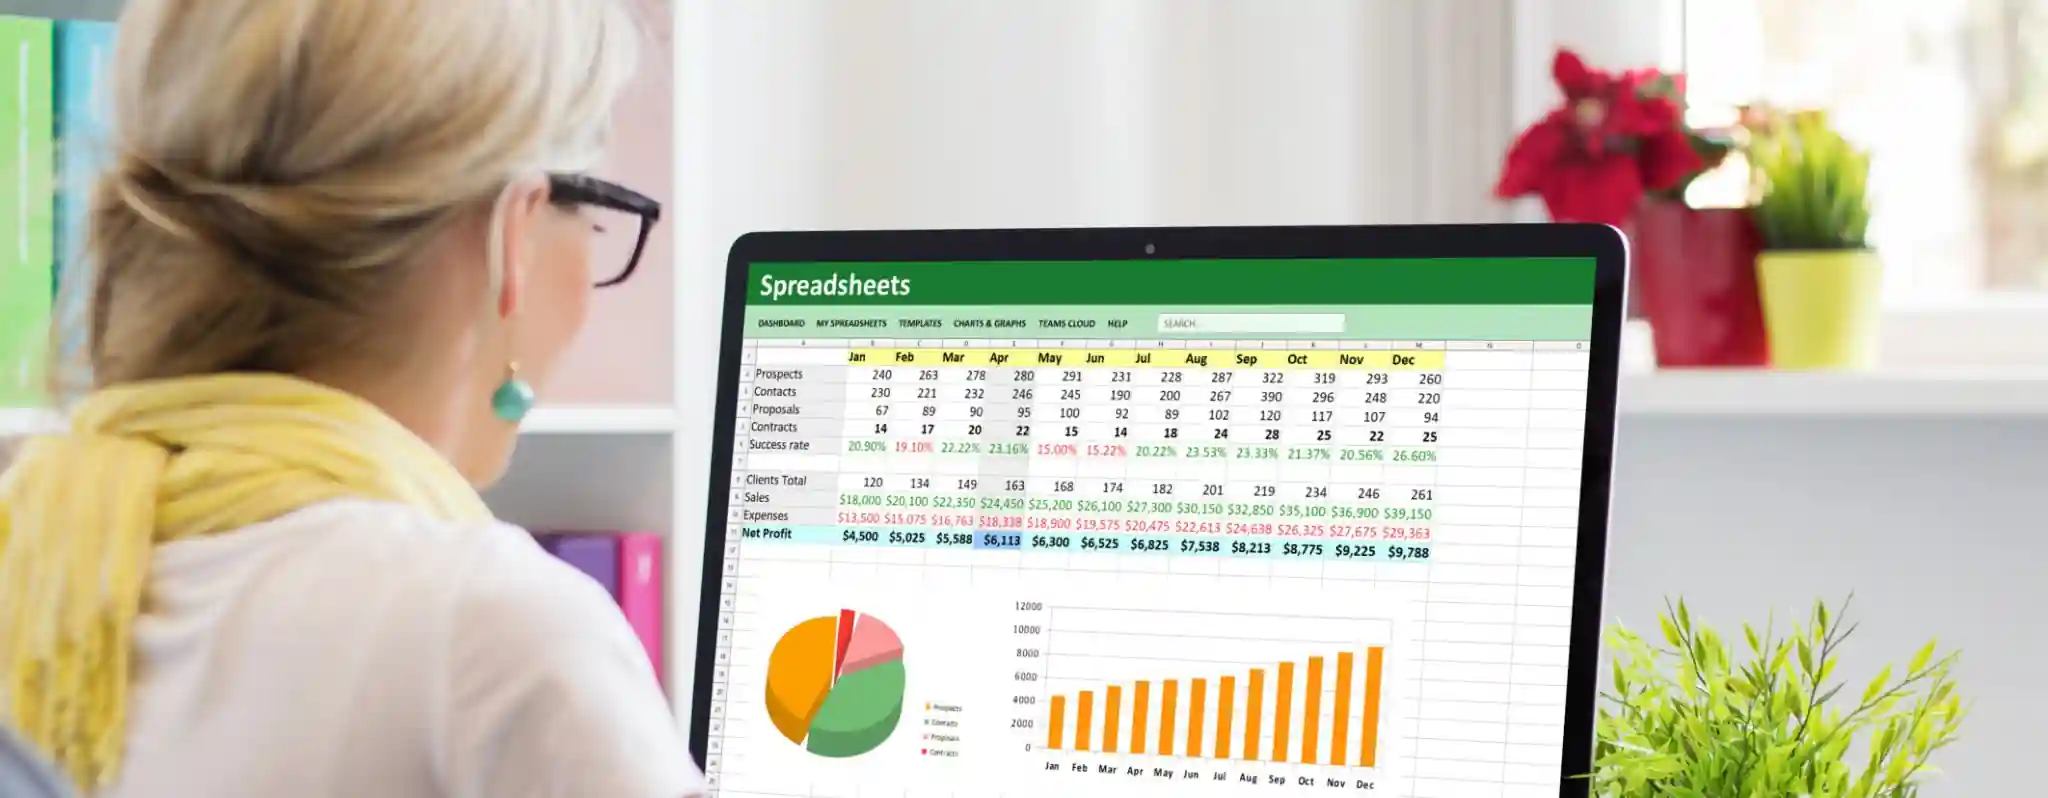 Spreadsheets
DASHBOARD MY SPREADSHEETS TEMPLATES CHARTS & GRAPHS TEAMS CLOUD HELP SEARCH...
Jan Feb Mar Apr May Jun Jul Aug Sep Oct Nov Dec
Prospects 240 263 278 280 291 231 228 287 322 319 293 260
Contacts 230 221 232 246 245 190 200 267 390 296 248 220
Proposals 67 89 90 95 100 92 89 102 120 117 107 94
Contracts 14 17 20 22 15 14 18 24 28 25 22 25
Success rate 20.90% 19.10% 22.22% 23.16% 15.00% 15.22% 20.22% 23.53% 23.33% 21.37% 20.56% 26.60%
Clients Total 120 134 149 163 168 174 182 201 219 234 246 261
Sales $18,000 $20,100 $22,350 $24,450 $25,200 $26,100 $27,300 $30,150 $32,850 $35,100 $36,900 $39,150
Expenses $13,500 $15,075 $16,763 $18,338 $18,900 $19,575 $20,475 $22,613 $24,638 $26,325 $27,675 $29,363
Net Profit $4,500 $5,025 $5,588 $6,113 $6,300 $6,525 $6,825 $7,538 $8,213 $8,775 $9,225 $9,788
Prospects
Contacts
Proposals
Contracts
12000
10000
8000
6000
4000
2000
0
Jan Feb Mar Apr May Jun Jul Aug Sep Oct Nov Dec